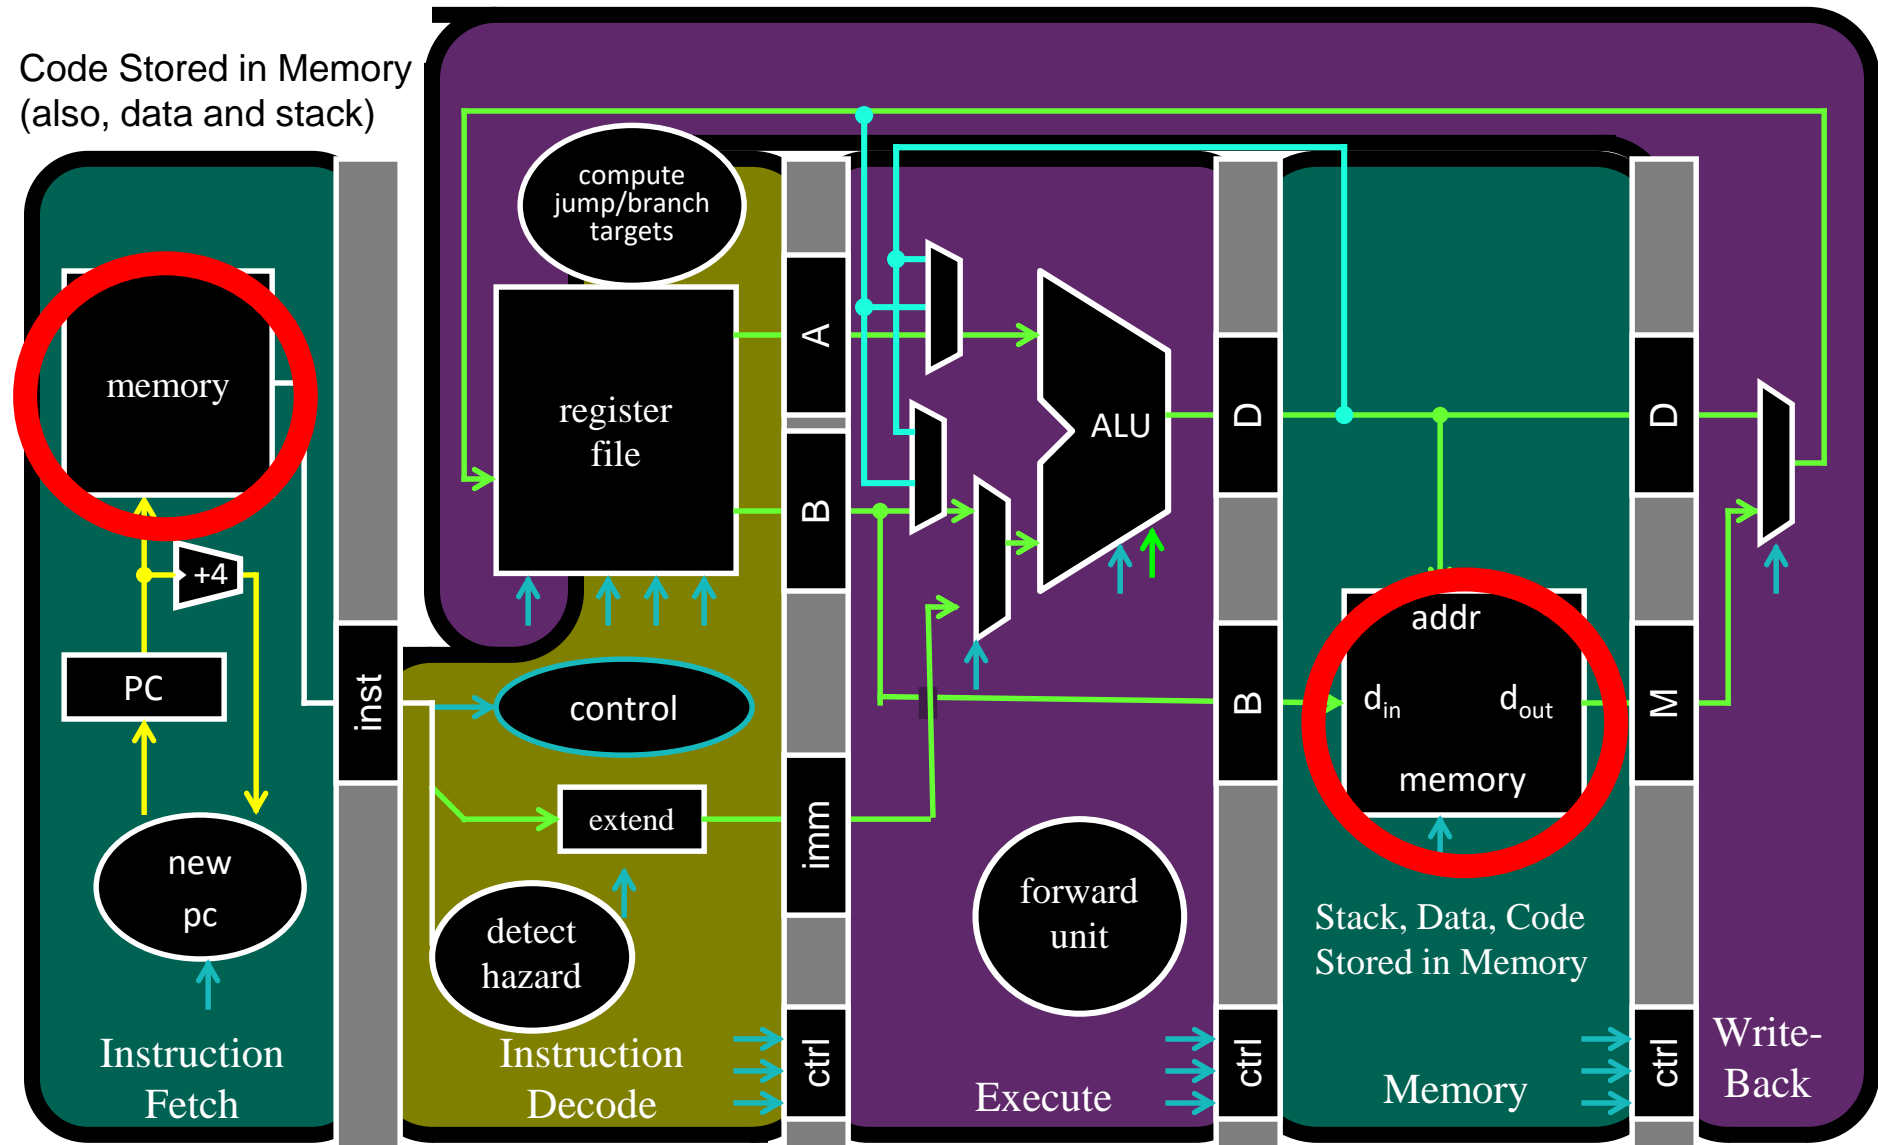 Code Stored in Memory
(also, data and stack)
memory
+4
PC
new
pc
Instruction
Fetch
inst
compute
jump/branch
targets
register
file
control
extend
detect
hazard
Instruction
Decode
A
B
imm
ctrl
ALU
forward
unit
Execute
D
B
ctrl
addr
d_in
d_out
memory
Stack, Data, Code
Stored in Memory
Memory
D
M
ctrl
Write-
Back